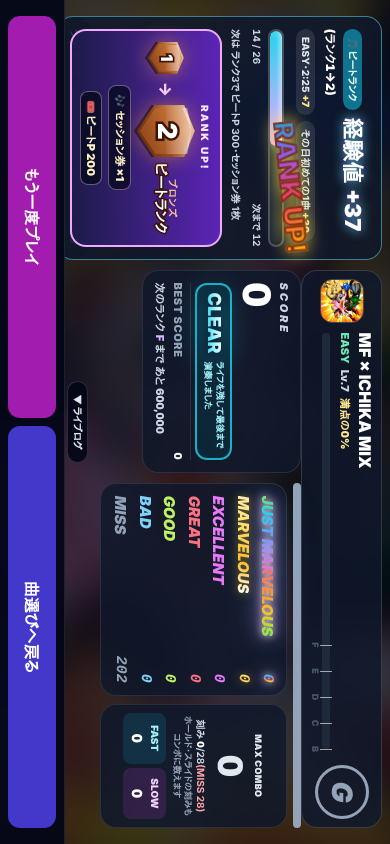 ビートランク
経験値 +37
(ランク1→2)
EASY・2:25 +7
その日初めての1曲 +30
RANK UP!
14 / 26
次まで 12
次は ランク3で ビートP 300・セッション券 1枚
RANK UP!
1
2
ブロンズ
ビートランク
セッション券 ×1
ビートP 200
MF × ICHIKA MIX
EASY Lv.7 満点の0%
F
E
D
C
B
G
SCORE
0
CLEAR
ライフを残して最後まで
演奏しました
BEST SCORE
0
次のランク F まで あと 600,000
▼ ライブログ
JUST MARVELOUS 0
MARVELOUS 0
EXCELLENT 0
GREAT 0
GOOD 0
BAD 0
MISS 202
MAX COMBO
0
刻み 0/28(MISS 28)
ホールド・スライドの刻みも
コンボに数えます
FAST
0
SLOW
0
もう一度プレイ
曲選びへ戻る